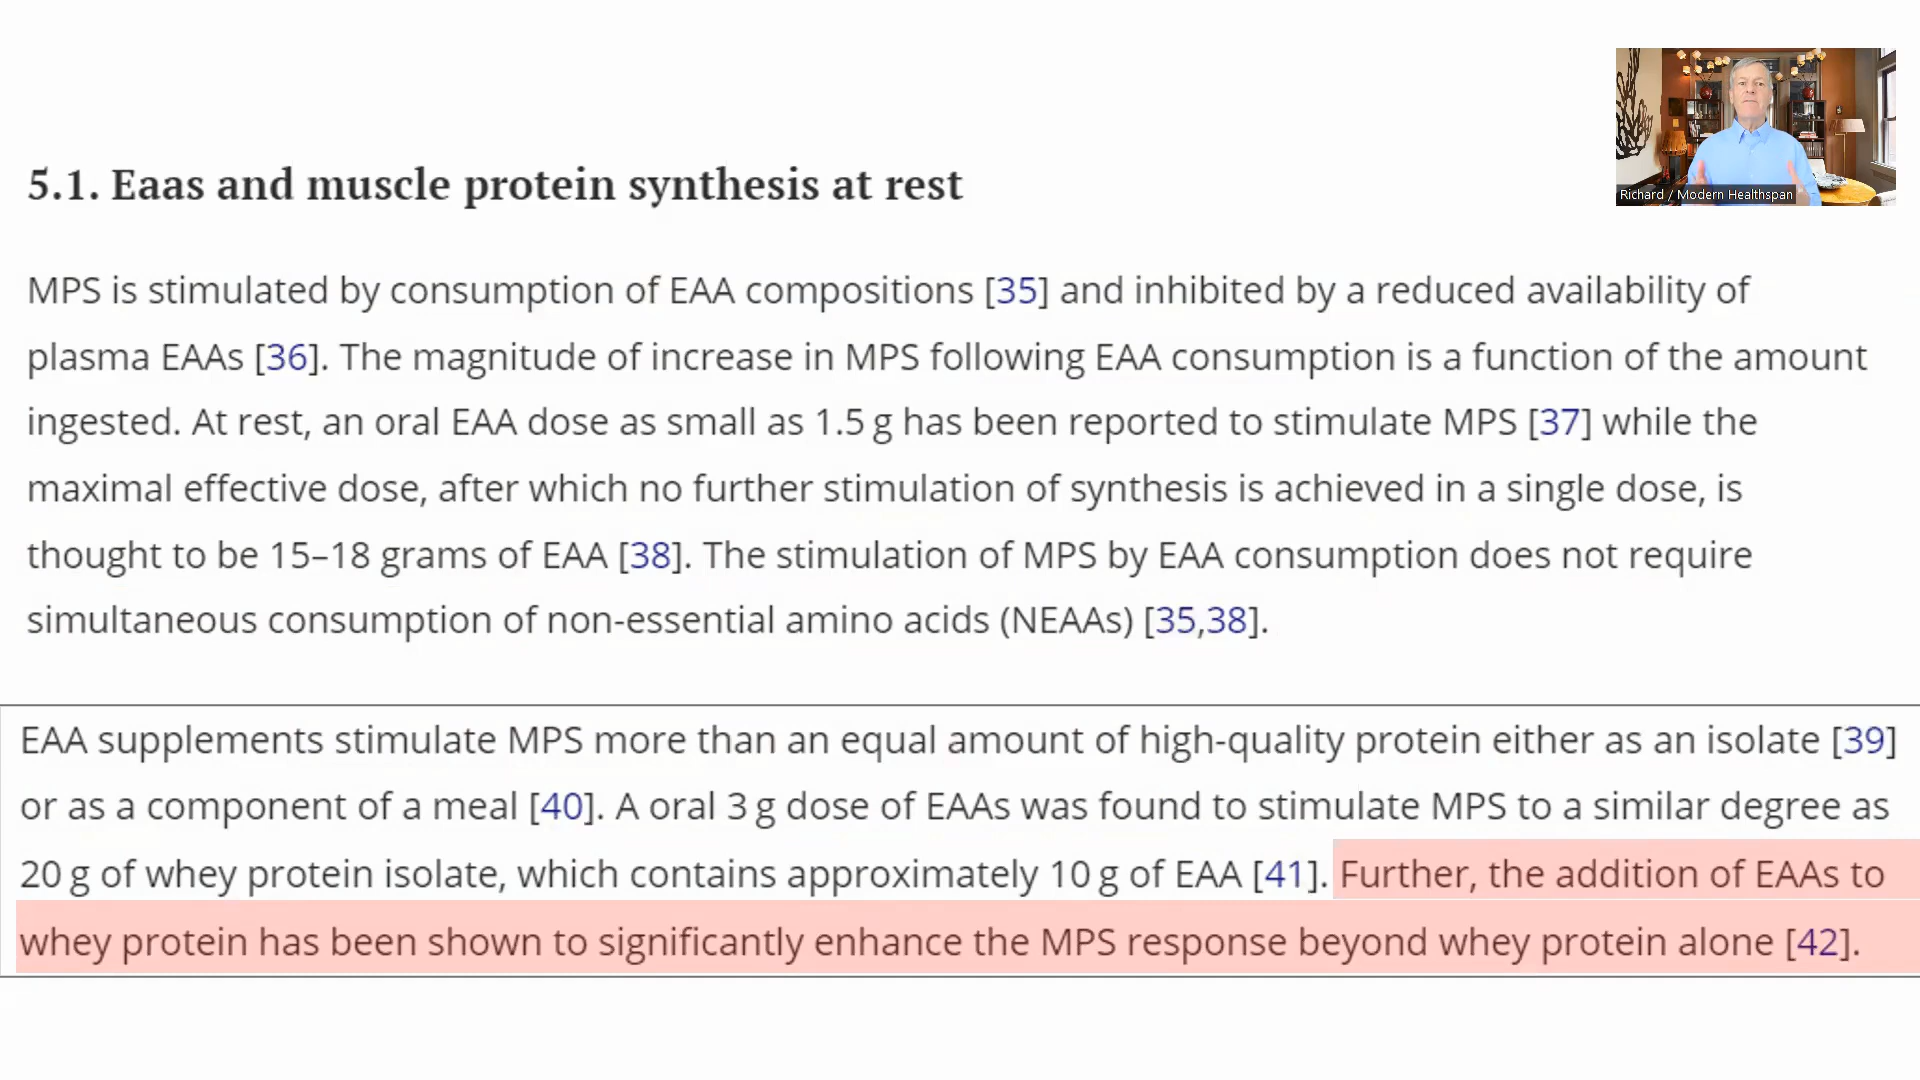 Richard / Modern Healthspan
5.1. Eaas and muscle protein synthesis at rest
MPS is stimulated by consumption of EAA compositions [35] and inhibited by a reduced availability of
plasma EAAs [36]. The magnitude of increase in MPS following EAA consumption is a function of the amount
ingested. At rest, an oral EAA dose as small as 1.5 g has been reported to stimulate MPS [37] while the
maximal effective dose, after which no further stimulation of synthesis is achieved in a single dose, is
thought to be 15–18 grams of EAA [38]. The stimulation of MPS by EAA consumption does not require
simultaneous consumption of non-essential amino acids (NEAAs) [35,38].
EAA supplements stimulate MPS more than an equal amount of high-quality protein either as an isolate [39]
or as a component of a meal [40]. A oral 3 g dose of EAAs was found to stimulate MPS to a similar degree as
20 g of whey protein isolate, which contains approximately 10 g of EAA [41]. Further, the addition of EAAs to
whey protein has been shown to significantly enhance the MPS response beyond whey protein alone [42].